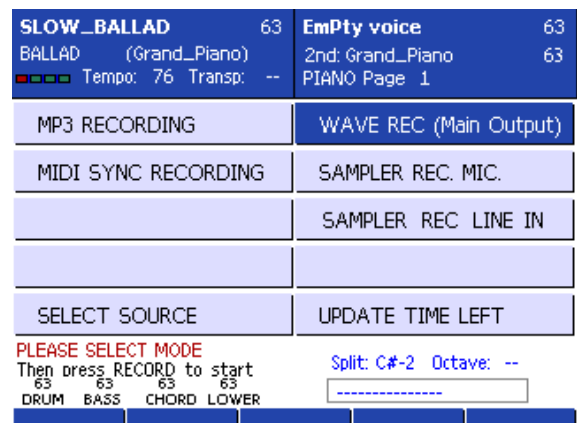 SLOW_BALLAD 63
BALLAD (Grand_Piano)
Tempo: 76 Transp: --
EmPty voice 63
2nd: Grand_Piano 63
PIANO Page 1
MP3 RECORDING
WAVE REC (Main Output)
MIDI SYNC RECORDING
SAMPLER REC. MIC.
SAMPLER REC LINE IN
SELECT SOURCE
UPDATE TIME LEFT
PLEASE SELECT MODE
Then press RECORD to start
63 63 63 63
DRUM BASS CHORD LOWER
Split: C#-2 Octave: --
---------------